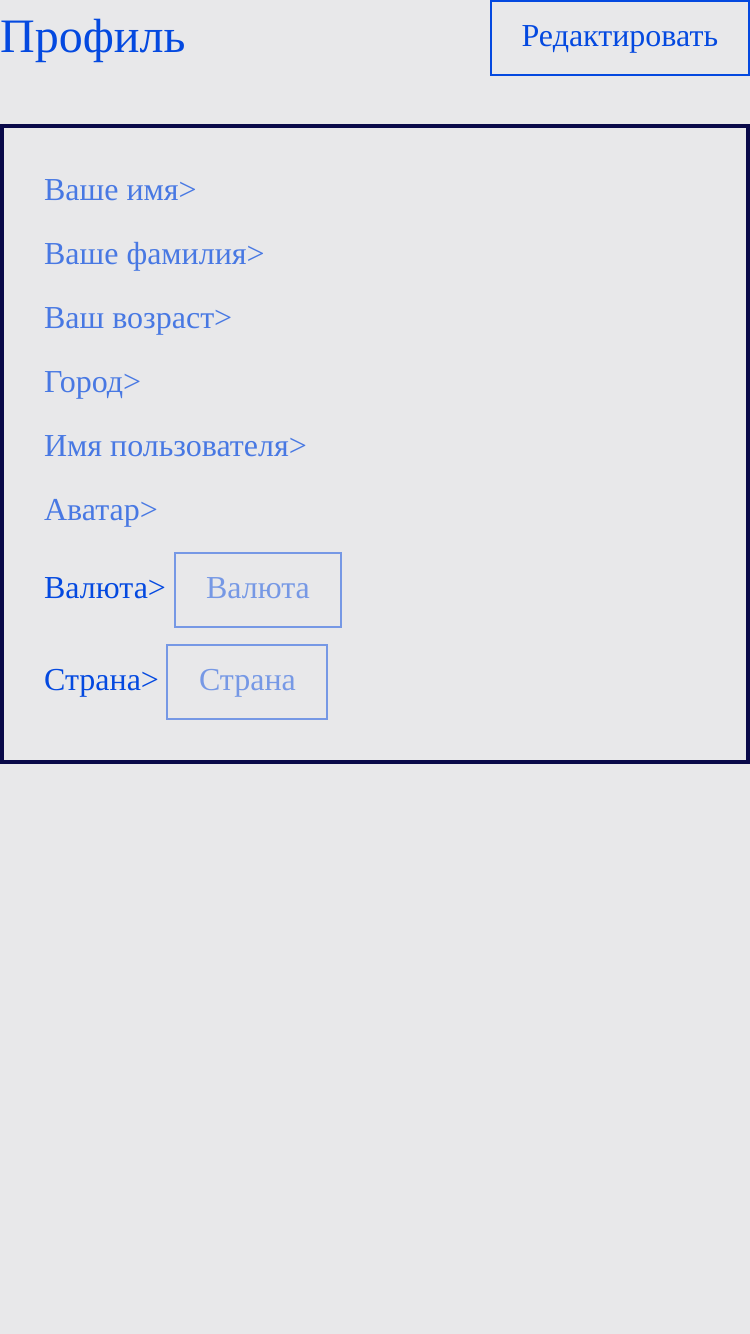 Профиль
Редактировать
Ваше имя>
Ваше фамилия>
Ваш возраст>
Город>
Имя пользователя>
Аватар>
Валюта> Валюта
Страна> Страна